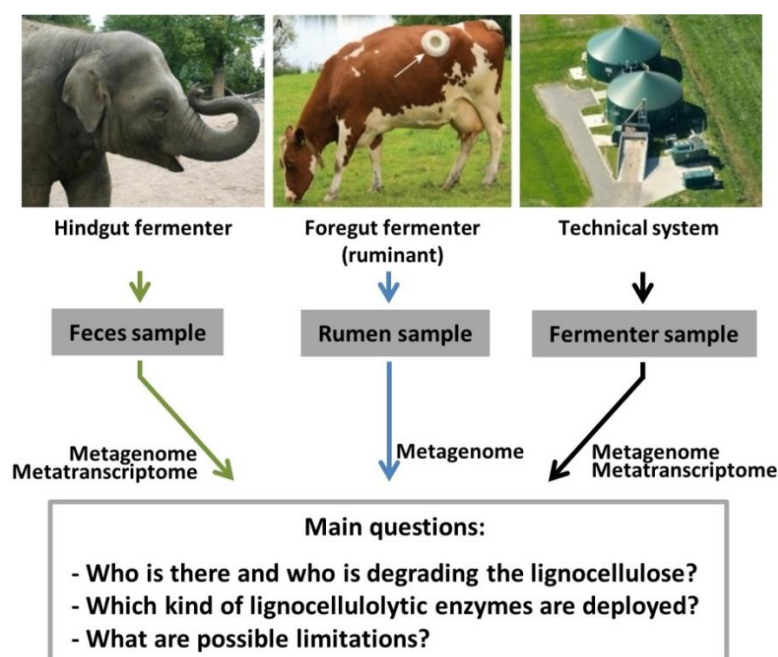 A
Hindgut fermenter
Foregut fermenter
(ruminant)
Technical system
Feces sample
Rumen sample
Fermenter sample
Metagenome
Metatranscriptome
Metagenome
Metagenome
Metatranscriptome
Main questions:
- Who is there and who is degrading the lignocellulose?
- Which kind of lignocellulolytic enzymes are deployed?
- What are possible limitations?